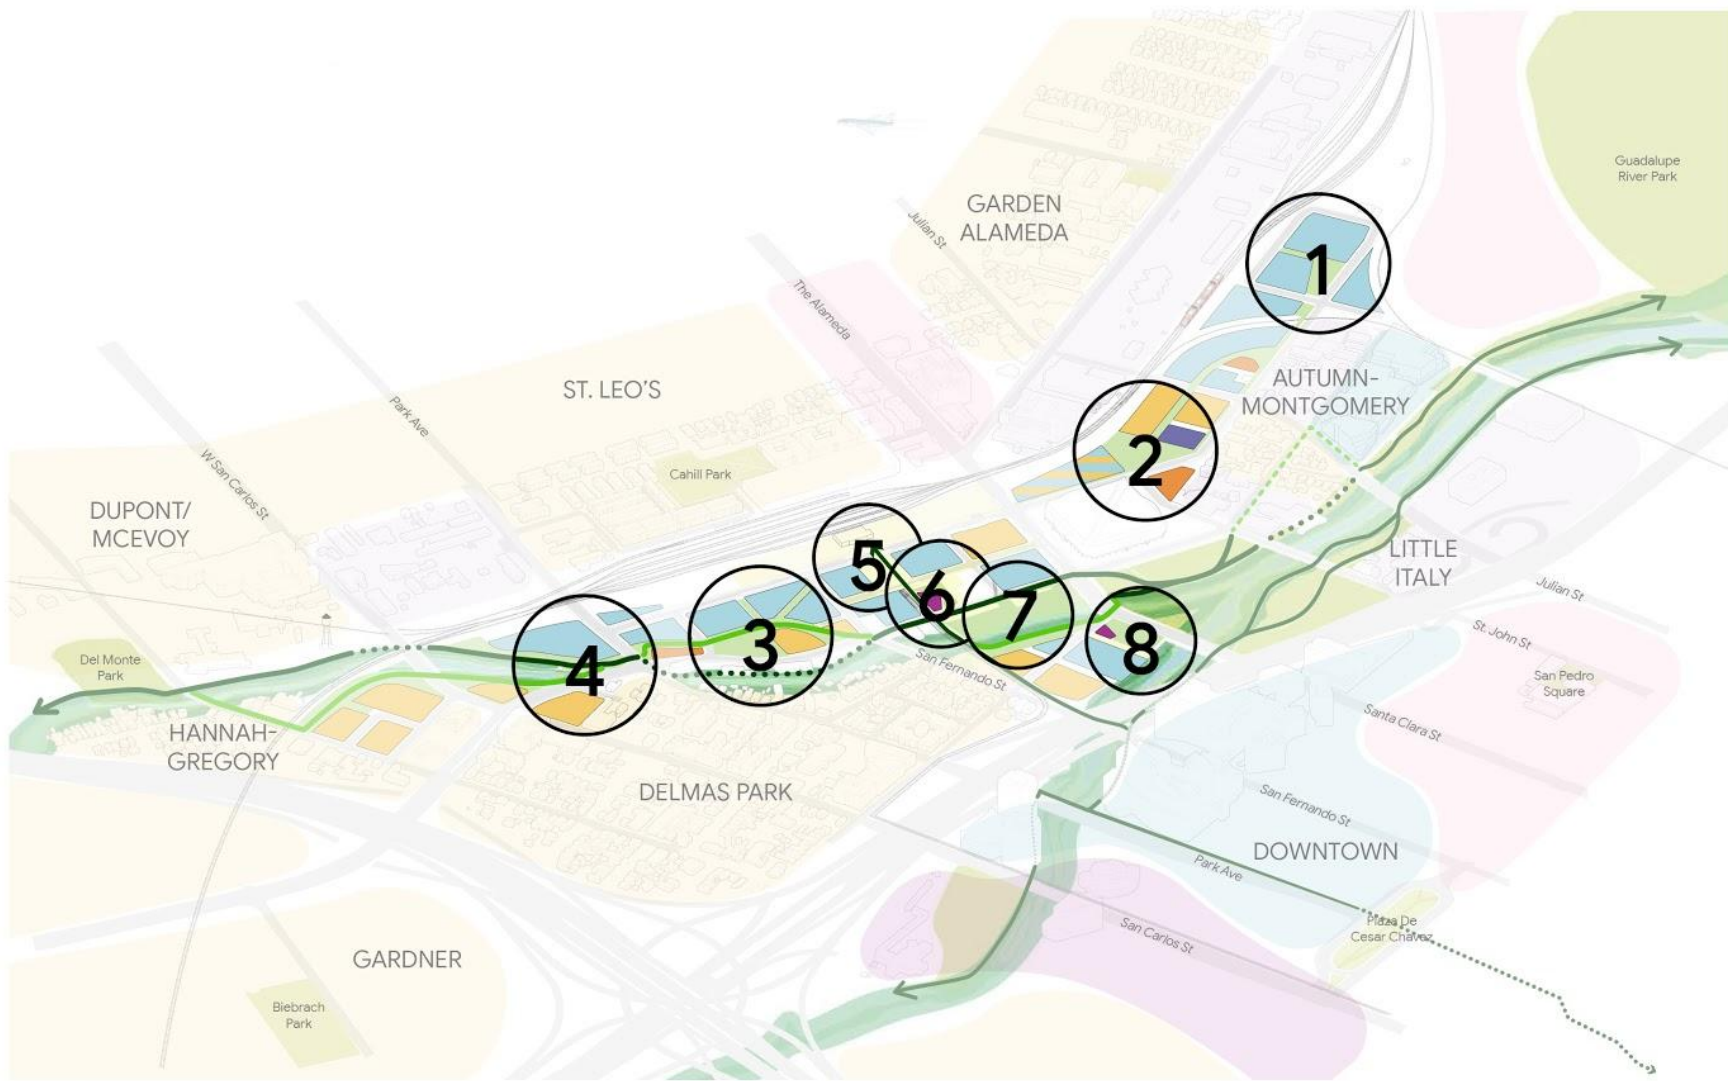 Guadalupe
River Park
GARDEN
ALAMEDA
Julian St
1
The Alameda
ST. LEO'S
AUTUMN-
MONTGOMERY
Park Ave
2
W San Carlos St
Cahill Park
DUPONT/
MCEVOY
5
6
7
8
3
4
LITTLE
ITALY
Julian St
St. John St
San Fernando St
Del Monte
Park
San Pedro
Square
Santa Clara St
HANNAH-
GREGORY
DELMAS PARK
San Fernando St
DOWNTOWN
Park Ave
Plaza De
Cesar Chavez
San Carlos St
GARDNER
Biebrach
Park